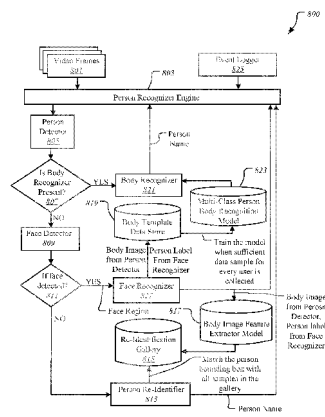 800
Video Frames
801
Event Logger
825
803
Person Recognizer Engine
Person
Detector
805
Person
Name
Is Body
Recognizer
Present?
807
YES
Body Recognizer
821
823
Multi-Class Person
Body Recognition
Model
NO
819
Body Template
Data Store
Face Detector
809
Body Image
from Person
Detector
Person Label
From Face
Recognizer
Train the model
when sufficient
data sample
for every user is
collected
If face
detected?
811
YES
Face Recognizer
Face Region
817
Body Image Feature
Extractor Model
Body image
from Person
Detector,
Person label
from Face
Recognizer
NO
Re-Identification
Gallery
815
Match the person
bounding box with
all samples in the
gallery
Person Re-Identifier
813
Person Name